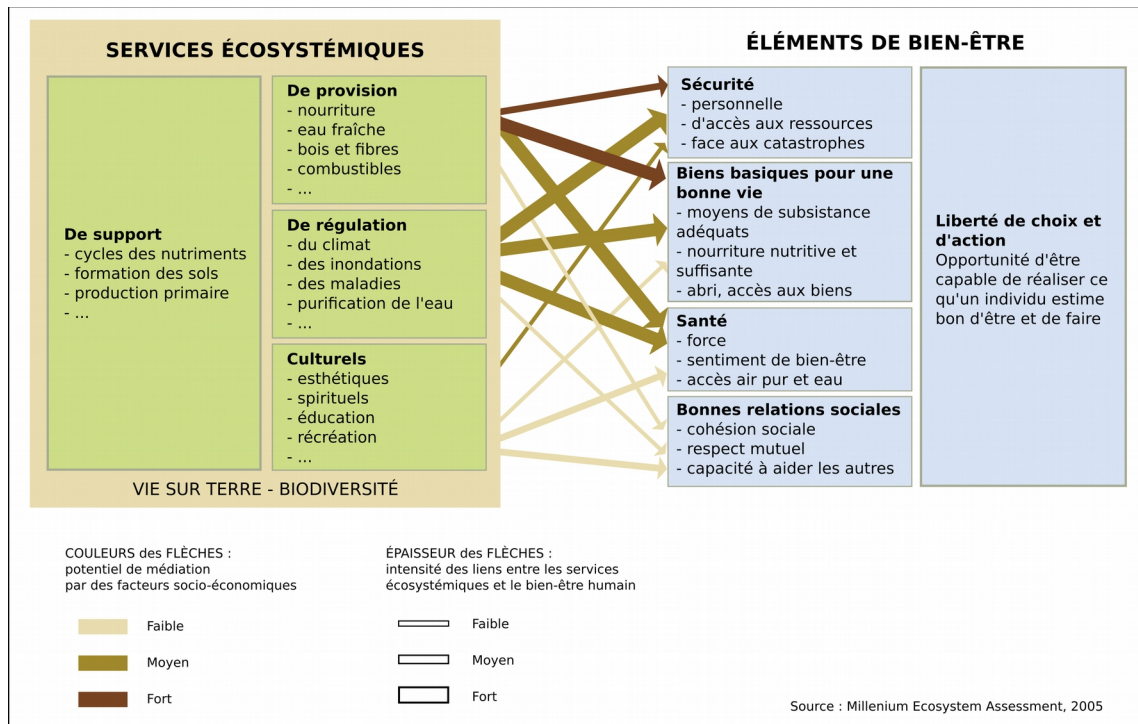 SERVICES ÉCOSYSTÉMIQUES
De support
- cycles des nutriments
- formation des sols
- production primaire
- ...
De provision
- nourriture
- eau fraîche
- bois et fibres
- combustibles
- ...
De régulation
- du climat
- des inondations
- des maladies
- purification de l'eau
- ...
Culturels
- esthétiques
- spirituels
- éducation
- récréation
- ...
VIE SUR TERRE - BIODIVERSITÉ
ÉLÉMENTS DE BIEN-ÊTRE
Sécurité
- personnelle
- d'accès aux ressources
- face aux catastrophes
Biens basiques pour une
bonne vie
- moyens de subsistance
adéquats
- nourriture nutritive et
suffisante
- abri, accès aux biens
Santé
- force
- sentiment de bien-être
- accès air pur et eau
Bonnes relations sociales
- cohésion sociale
- respect mutuel
- capacité à aider les autres
Liberté de choix et
d'action
Opportunité d'être
capable de réaliser ce
qu'un individu estime
bon d'être et de faire
COULEURS des FLÈCHES :
potentiel de médiation
par des facteurs socio-économiques
Faible
Moyen
Fort
ÉPAISSEUR des FLÈCHES :
intensité des liens entre les services
écosystémiques et le bien-être humain
Faible
Moyen
Fort
Source : Millenium Ecosystem Assessment, 2005